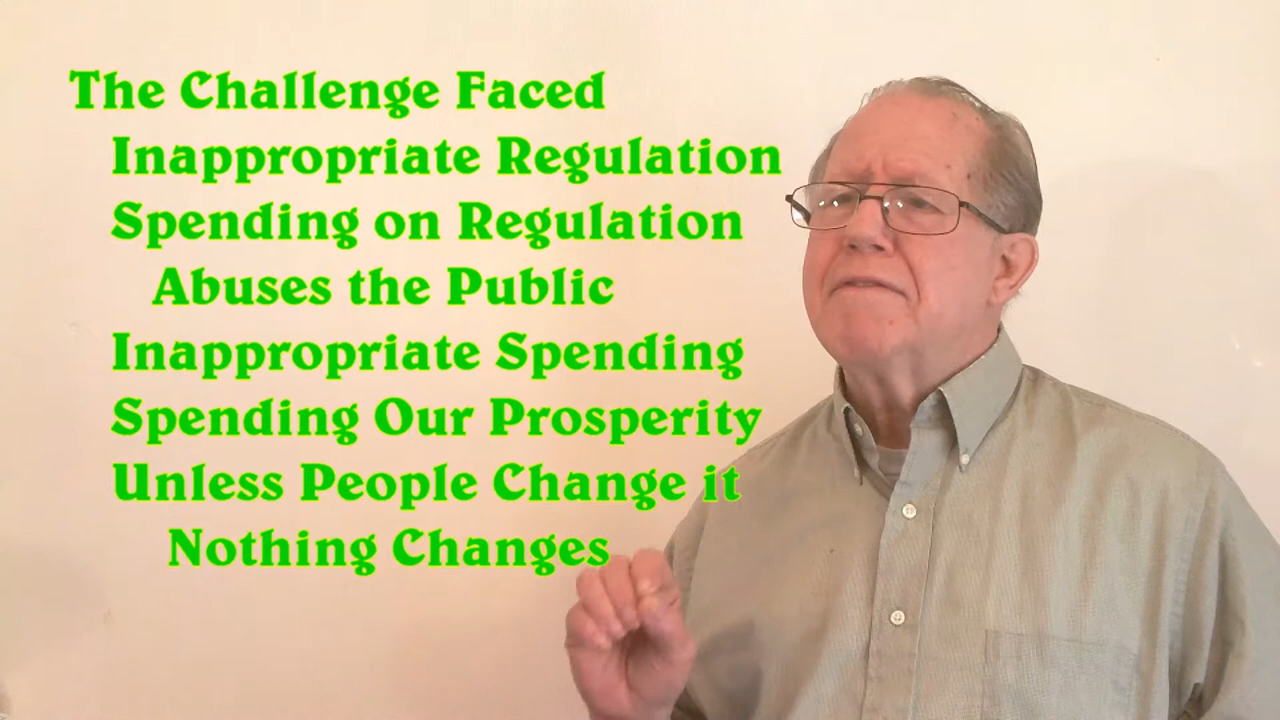 The Challenge Faced
Inappropriate Regulation
Spending on Regulation
Abuses the Public
Inappropriate Spending
Spending Our Prosperity
Unless People Change it
Nothing Changes